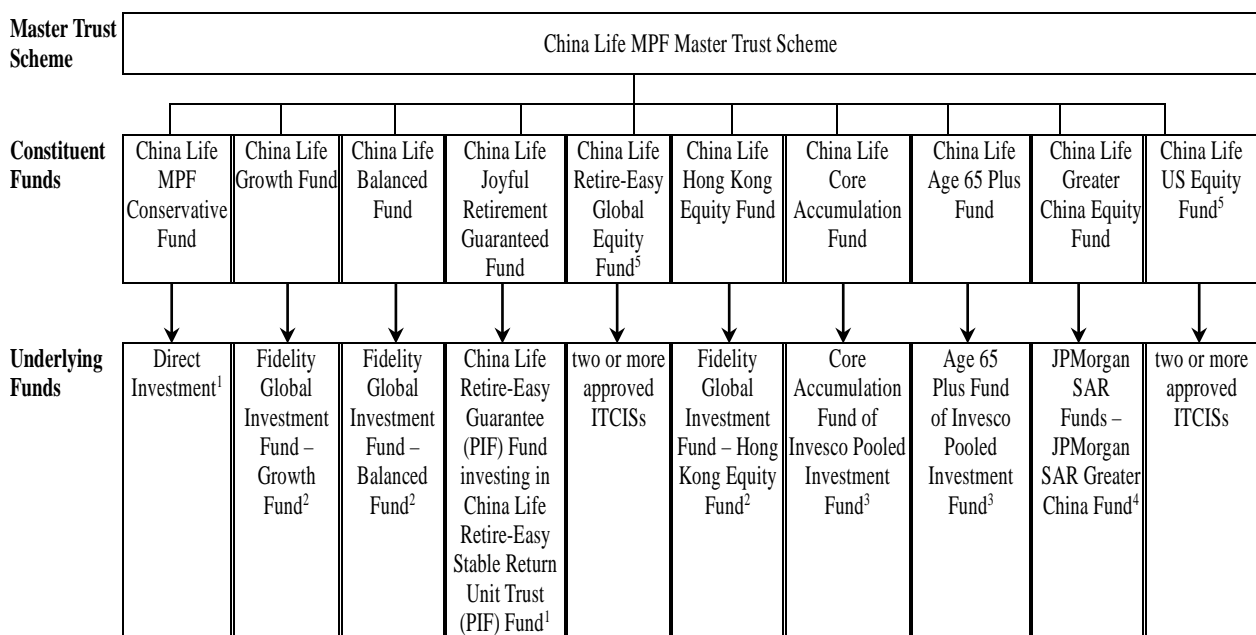 Master Trust
Scheme
China Life MPF Master Trust Scheme
Constituent
Funds
China Life
MPF
Conservative
Fund
China Life
Growth Fund
China Life
Balanced
Fund
China Life
Joyful
Retirement
Guaranteed
Fund
China Life
Retire-Easy
Global
Equity
Fund⁵
China Life
Hong Kong
Equity Fund
China Life
Core
Accumulation
Fund
China Life
Age 65 Plus
Fund
China Life
Greater
China Equity
Fund
China Life
US Equity
Fund⁵
Underlying
Funds
Direct
Investment¹
Fidelity
Global
Investment
Fund –
Growth
Fund²
Fidelity
Global
Investment
Fund –
Balanced
Fund²
China Life
Retire-Easy
Guarantee
(PIF) Fund
investing in
China Life
Retire-Easy
Stable Return
Unit Trust
(PIF) Fund¹
two or more
approved
ITCISs
Fidelity
Global
Investment
Fund – Hong
Kong Equity
Fund²
Core
Accumulation
Fund of
Invesco Pooled
Investment
Fund³
Age 65
Plus Fund
of Invesco
Pooled
Investment
Fund³
JPMorgan
SAR
Funds –
JPMorgan
SAR Greater
China Fund⁴
two or more
approved
ITCISs